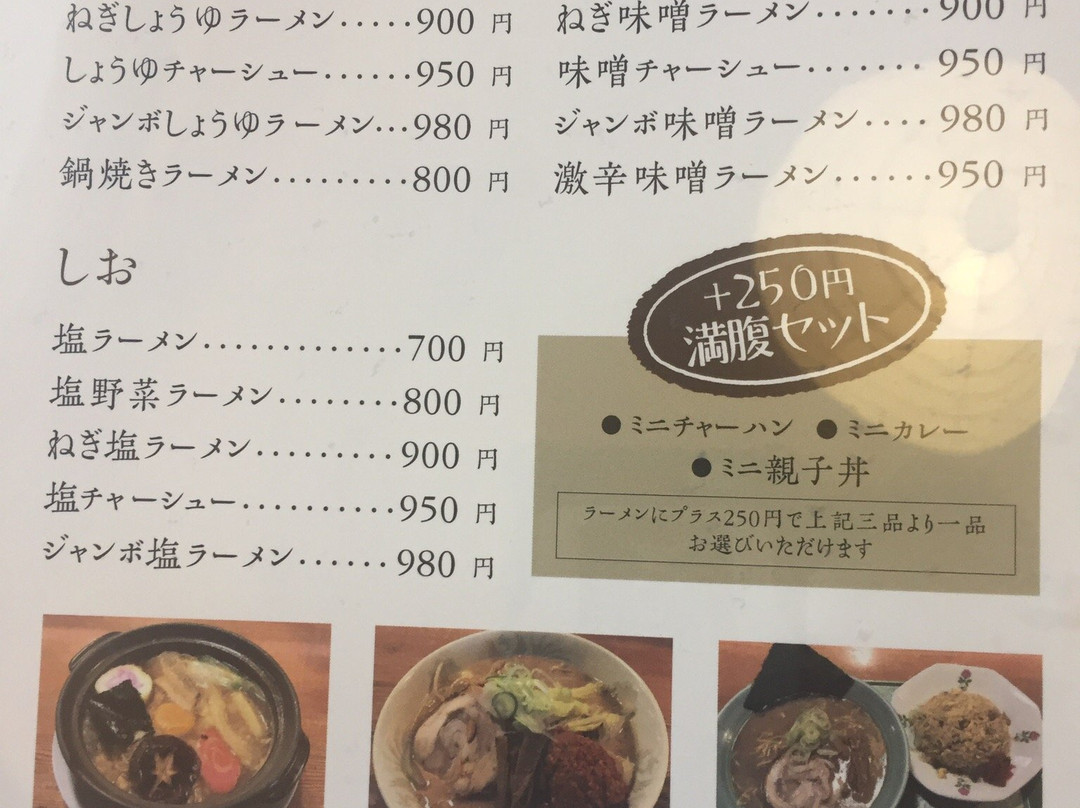 ねぎしょうゆラーメン・・・・・900 円
しょうゆチャーシュー・・・・・・950 円
ジャンボしょうゆラーメン・・・980 円
鍋焼きラーメン・・・・・・・・・800 円
ねぎ味噌ラーメン・・・・・・・900 円
味噌チャーシュー・・・・・・・950 円
ジャンボ味噌ラーメン・・・・980 円
激辛味噌ラーメン・・・・・・950 円
しお
塩ラーメン・・・・・・・・・・・・・700 円
塩野菜ラーメン・・・・・・・・800 円
ねぎ塩ラーメン・・・・・・・・・900 円
塩チャーシュー・・・・・・・・・・950 円
ジャンボ塩ラーメン・・・・・・980 円
+250円
満腹セット
●ミニチャーハン ●ミニカレー
●ミニ親子丼
ラーメンにプラス250円で上記三品より一品
お選びいただけます